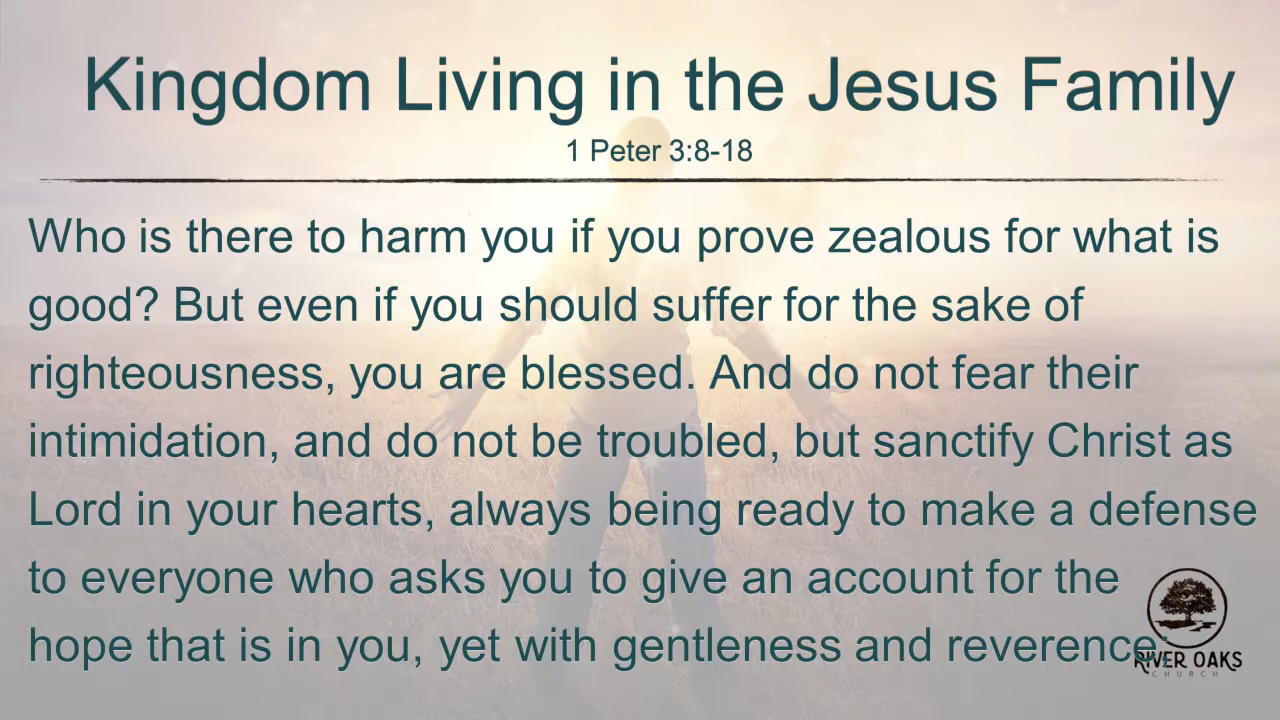 Kingdom Living in the Jesus Family
1 Peter 3:8-18
Who is there to harm you if you prove zealous for what is
good? But even if you should suffer for the sake of
righteousness, you are blessed. And do not fear their
intimidation, and do not be troubled, but sanctify Christ as
Lord in your hearts, always being ready to make a defense
to everyone who asks you to give an account for the
hope that is in you, yet with gentleness and reverence;
RIVER OAKS
CHURCH